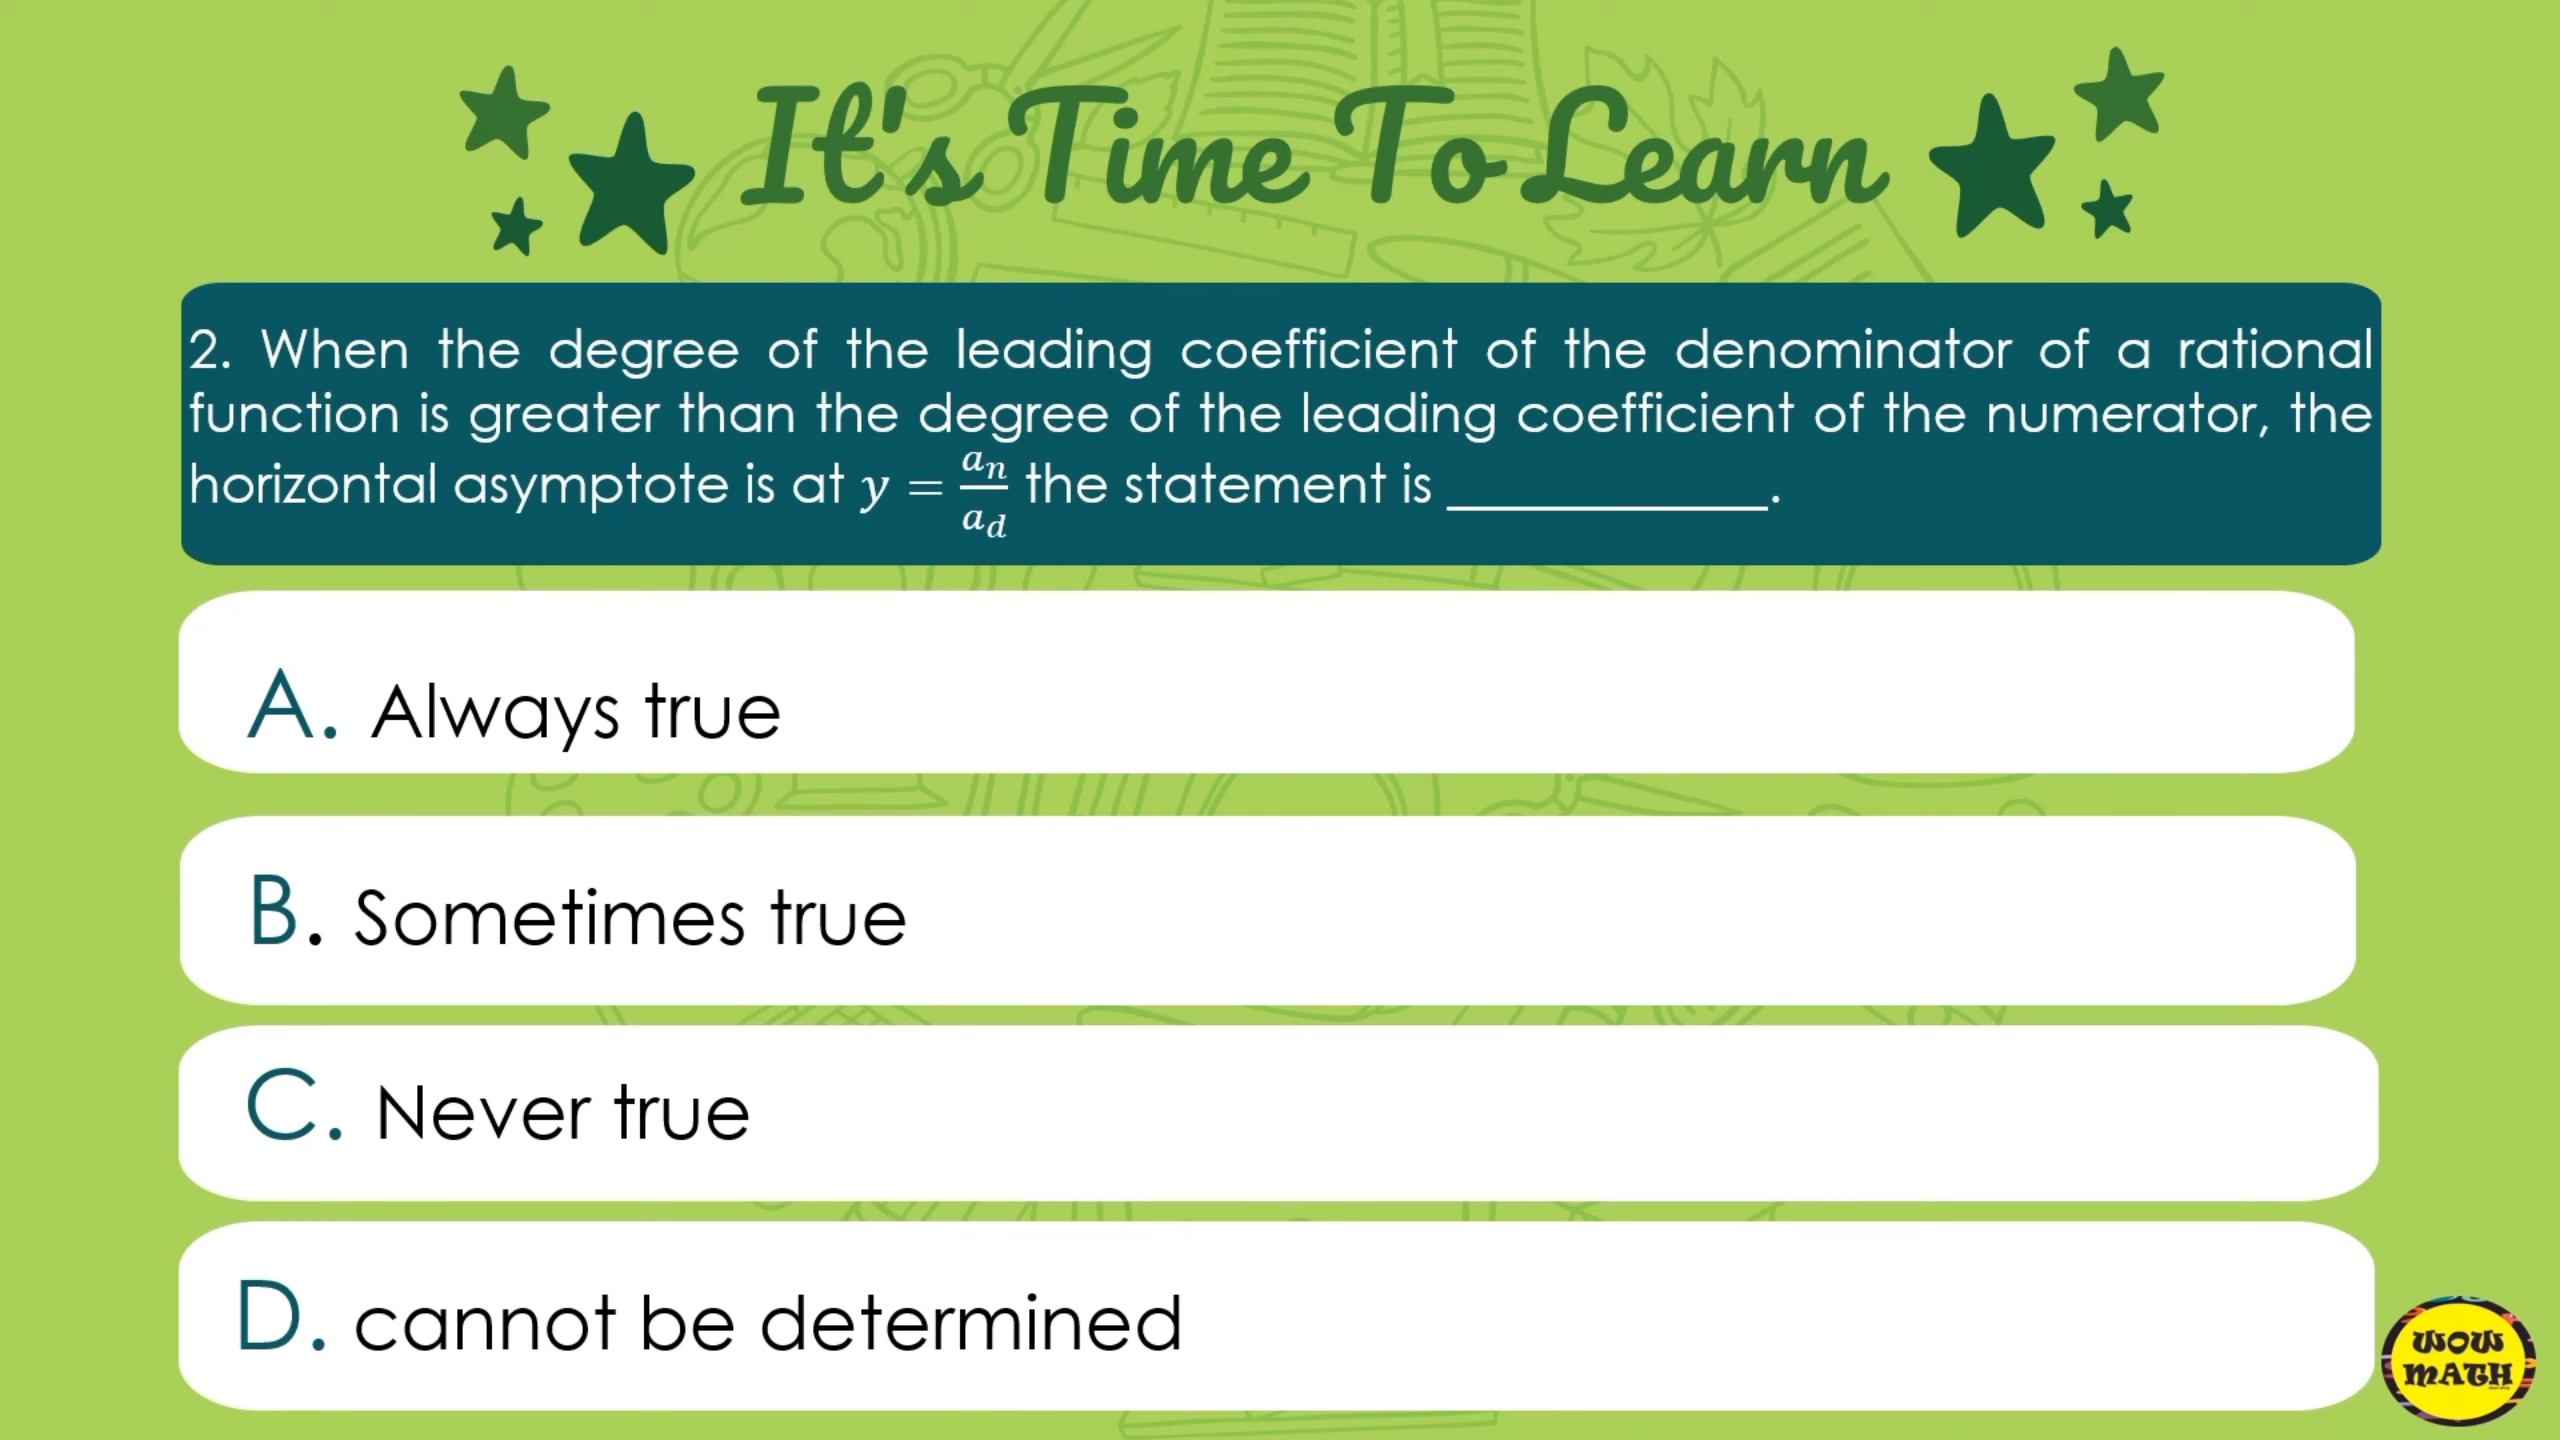 It's Time To Learn
2. When the degree of the leading coefficient of the denominator of a rational
function is greater than the degree of the leading coefficient of the numerator, the
horizontal asymptote is at y = aₙ/a_d the statement is ___________.
A. Always true
B. Sometimes true
C. Never true
D. cannot be determined
WOW
MATH